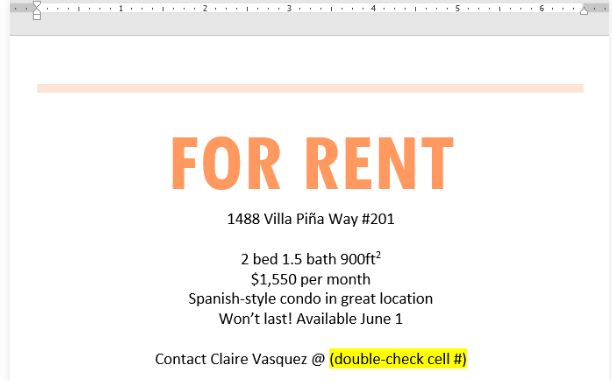 1 2 3 4 5 6
FOR RENT
1488 Villa Piña Way #201
2 bed 1.5 bath 900ft²
$1,550 per month
Spanish-style condo in great location
Won’t last! Available June 1
Contact Claire Vasquez @ (double-check cell #)